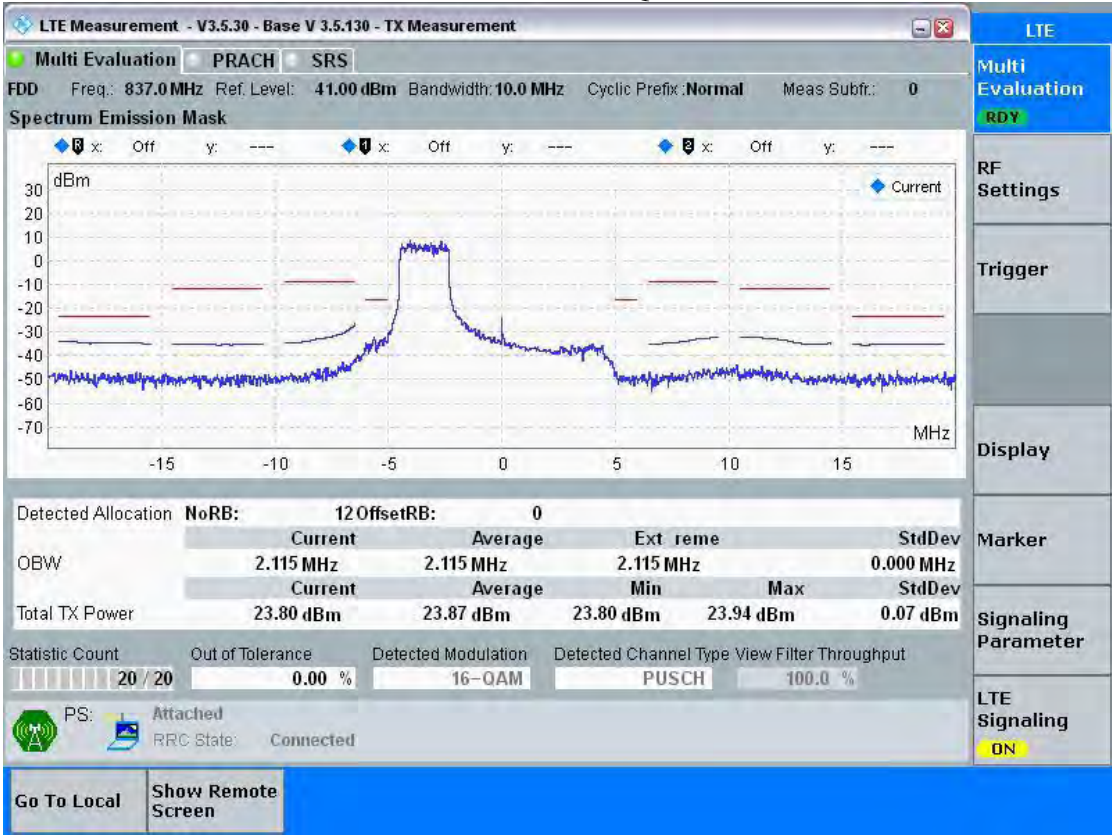 LTE Measurement - V3.5.30 - Base V 3.5.130 - TX Measurement
LTE
Multi Evaluation PRACH SRS
Multi Evaluation
RDY
FDD Freq.: 837.0 MHz Ref. Level: 41.00 dBm Bandwidth: 10.0 MHz Cyclic Prefix :Normal Meas Subfr.: 0
Spectrum Emission Mask
R x: Off y: --- 1 x: Off y: --- 2 x: Off y: ---
dBm
Current
30
20
10
0
-10
-20
-30
-40
-50
-60
-70
MHz
-15 -10 -5 0 5 10 15
RF Settings
Trigger
Display
Marker
Signaling Parameter
LTE Signaling
ON
Detected Allocation NoRB: 12 OffsetRB: 0
Current Average Ext reme StdDev
OBW 2.115 MHz 2.115 MHz 2.115 MHz 0.000 MHz
Current Average Min Max StdDev
Total TX Power 23.80 dBm 23.87 dBm 23.80 dBm 23.94 dBm 0.07 dBm
Statistic Count Out of Tolerance Detected Modulation Detected Channel Type View Filter Throughput
20 / 20 0.00 % 16-QAM PUSCH 100.0 %
PS: Attached
RRC State: Connected
Go To Local
Show Remote Screen